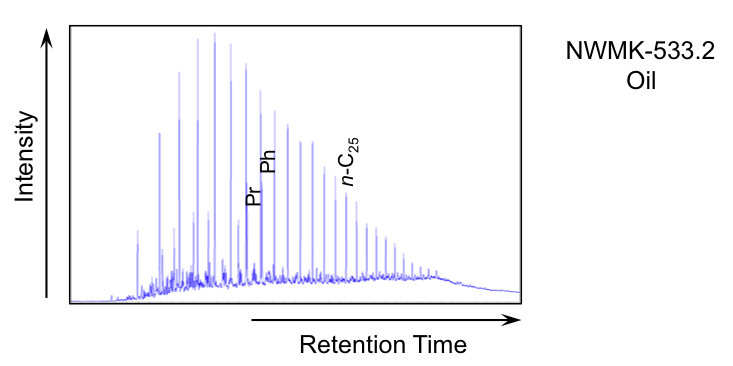 NWMK-533.2
Oil
Intensity
Pr
Ph
n-C25
Retention Time